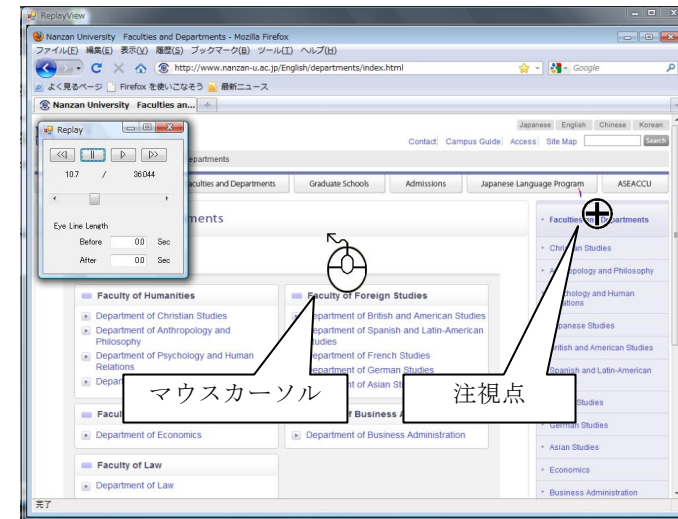 ReplayView
Nanzan University Faculties and Departments - Mozilla Firefox
ファイル(F) 編集(E) 表示(V) 履歴(S) ブックマーク(B) ツール(T) ヘルプ(H)
http://www.nanzan-u.ac.jp/English/departments/index.html
Google
よく見るページ Firefox を使いこなそう 最新ニュース
Nanzan University Faculties an...
Japanese English Chinese Korean
Contact Campus Guide Access Site Map Search
Replay
10.7 / 36.044
Eye Line Length
Before 0.0 Sec
After 0.0 Sec
departments
Faculties and Departments Graduate Schools Admissions Japanese Language Program ASEACCU
Faculty of Humanities
Department of Christian Studies
Department of Anthropology and
Philosophy
Department of Psychology and Human
Relations
Faculty of Foreign Studies
Department of British and American Studies
Department of Spanish and Latin-American
Studies
Department of French Studies
Department of German Studies
Department of Asian
マウスカーソル
注視点
Department of Economics
of Business
Department of Business Administration
Faculty of Law
Department of Law
Faculties and Departments
Christian Studies
Anthropology and Philosophy
Psychology and Human
Relations
Japanese Studies
British and American Studies
Spanish and Latin-American
Studies
German Studies
Asian Studies
Economics
Business Administration
完了